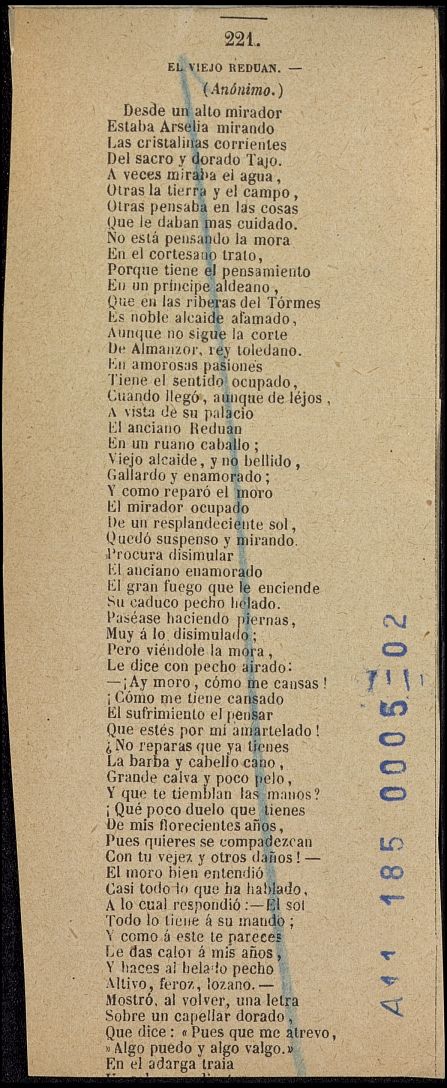 221.
EL VIEJO REDUAN. —
(Anónimo.)
Desde un alto mirador
Estaba Arselia mirando
Las cristalinas corrientes
Del sacro y dorado Tajo.
A veces miraba el agua,
Otras la tierra y el campo,
Otras pensaba en las cosas
Que le daban mas cuidado.
No está pensando la mora
En el cortesano trato,
Porque tiene el pensamiento
En un príncipe aldeano,
Que en las riberas del Tórmes
Es noble alcaide afamado,
Aunque no sigue la corte
De Almanzor, rey toledano.
En amorosas pasiones
Tiene el sentido ocupado,
Cuando llegó, aunque de léjos,
A vista de su palacio
El anciano Reduan
En un ruano caballo;
Viejo alcaide, y no bellido,
Gallardo y enamorado;
Y como reparó el moro
El mirador ocupado
De un resplandeciente sol,
Quedó suspenso y mirando.
Procura disimular
El anciano enamorado
El gran fuego que le enciende
Su caduco pecho helado.
Paséase haciendo piernas,
Muy á lo disimulado;
Pero viéndole la mora,
Le dice con pecho airado:
—¡Ay moro, cómo me cansas!
¡Cómo me tiene cansado
El sufrimiento el pensar
Que estés por mí amartelado!
¿No reparas que ya tienes
La barba y cabello cano,
Grande calva y poco pelo,
Y que te tiemblan las manos?
¡Qué poco duelo que tienes
De mis florecientes años,
Pues quieres se compadezcan
Con tu vejez y otros daños!—
El moro bien entendió
Casi todo lo que ha hablado,
A lo cual respondió:—El sol
Todo lo tiene á su mando;
Y como á este te pareces
Le das calor á mis años,
Y haces al helado pecho
Altivo, feroz, lozano.—
Mostró, al volver, una letra
Sobre un capellar dorado,
Que dice: «Pues que me atrevo,
»Algo puedo y algo valgo.»
En el adarga traia
A11 185 0005 02